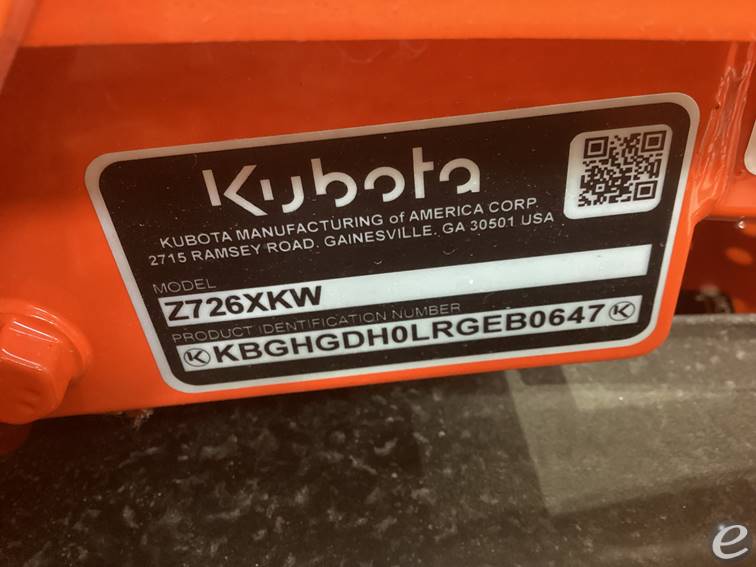 Kubota
KUBOTA MANUFACTURING of AMERICA CORP.
2715 RAMSEY ROAD. GAINESVILLE. GA 30501 USA
MODEL
Z726XKW
PRODUCT IDENTIFICATION NUMBER
K KBGHGDH0LRGEB0647 K
e